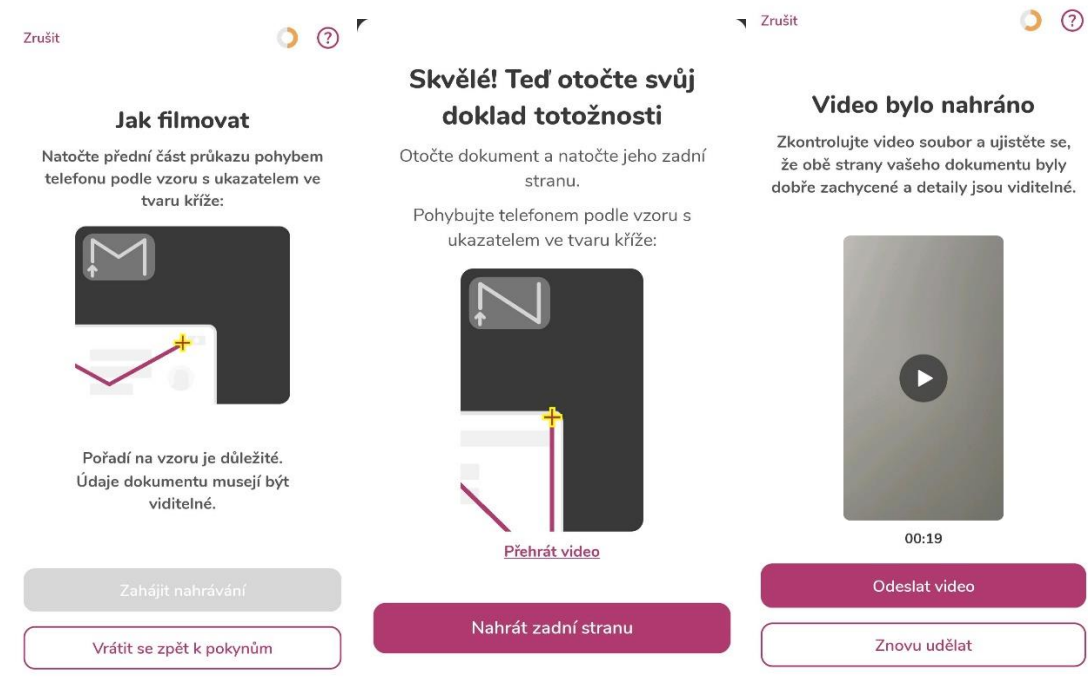 Zrušit
?
Jak filmovat
Natočte přední část průkazu pohybem
telefonu podle vzoru s ukazatelem ve
tvaru kříže:
Pořadí na vzoru je důležité.
Údaje dokumentu musejí být
viditelné.
Zahájit nahrávání
Vrátit se zpět k pokynům
Skvělé! Teď otočte svůj
doklad totožnosti
Otočte dokument a natočte jeho zadní
stranu.
Pohybujte telefonem podle vzoru s
ukazatelem ve tvaru kříže:
Přehrát video
Nahrát zadní stranu
Zrušit
?
Video bylo nahráno
Zkontrolujte video soubor a ujistěte se,
že obě strany vašeho dokumentu byly
dobře zachycené a detaily jsou viditelné.
00:19
Odeslat video
Znovu udělat